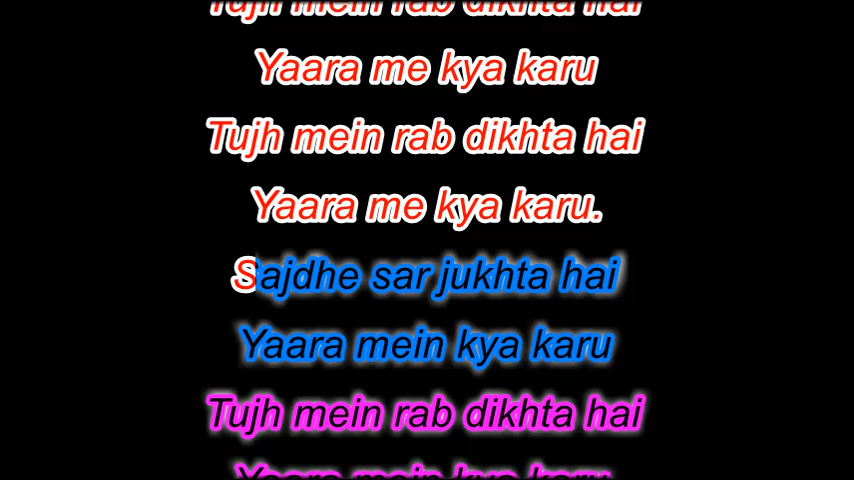 Tujh mein rab dikhta hai
Yaara me kya karu
Tujh mein rab dikhta hai
Yaara me kya karu.
Sajdhe sar jukhta hai
Yaara mein kya karu
Tujh mein rab dikhta hai
Yaara mein kya karu